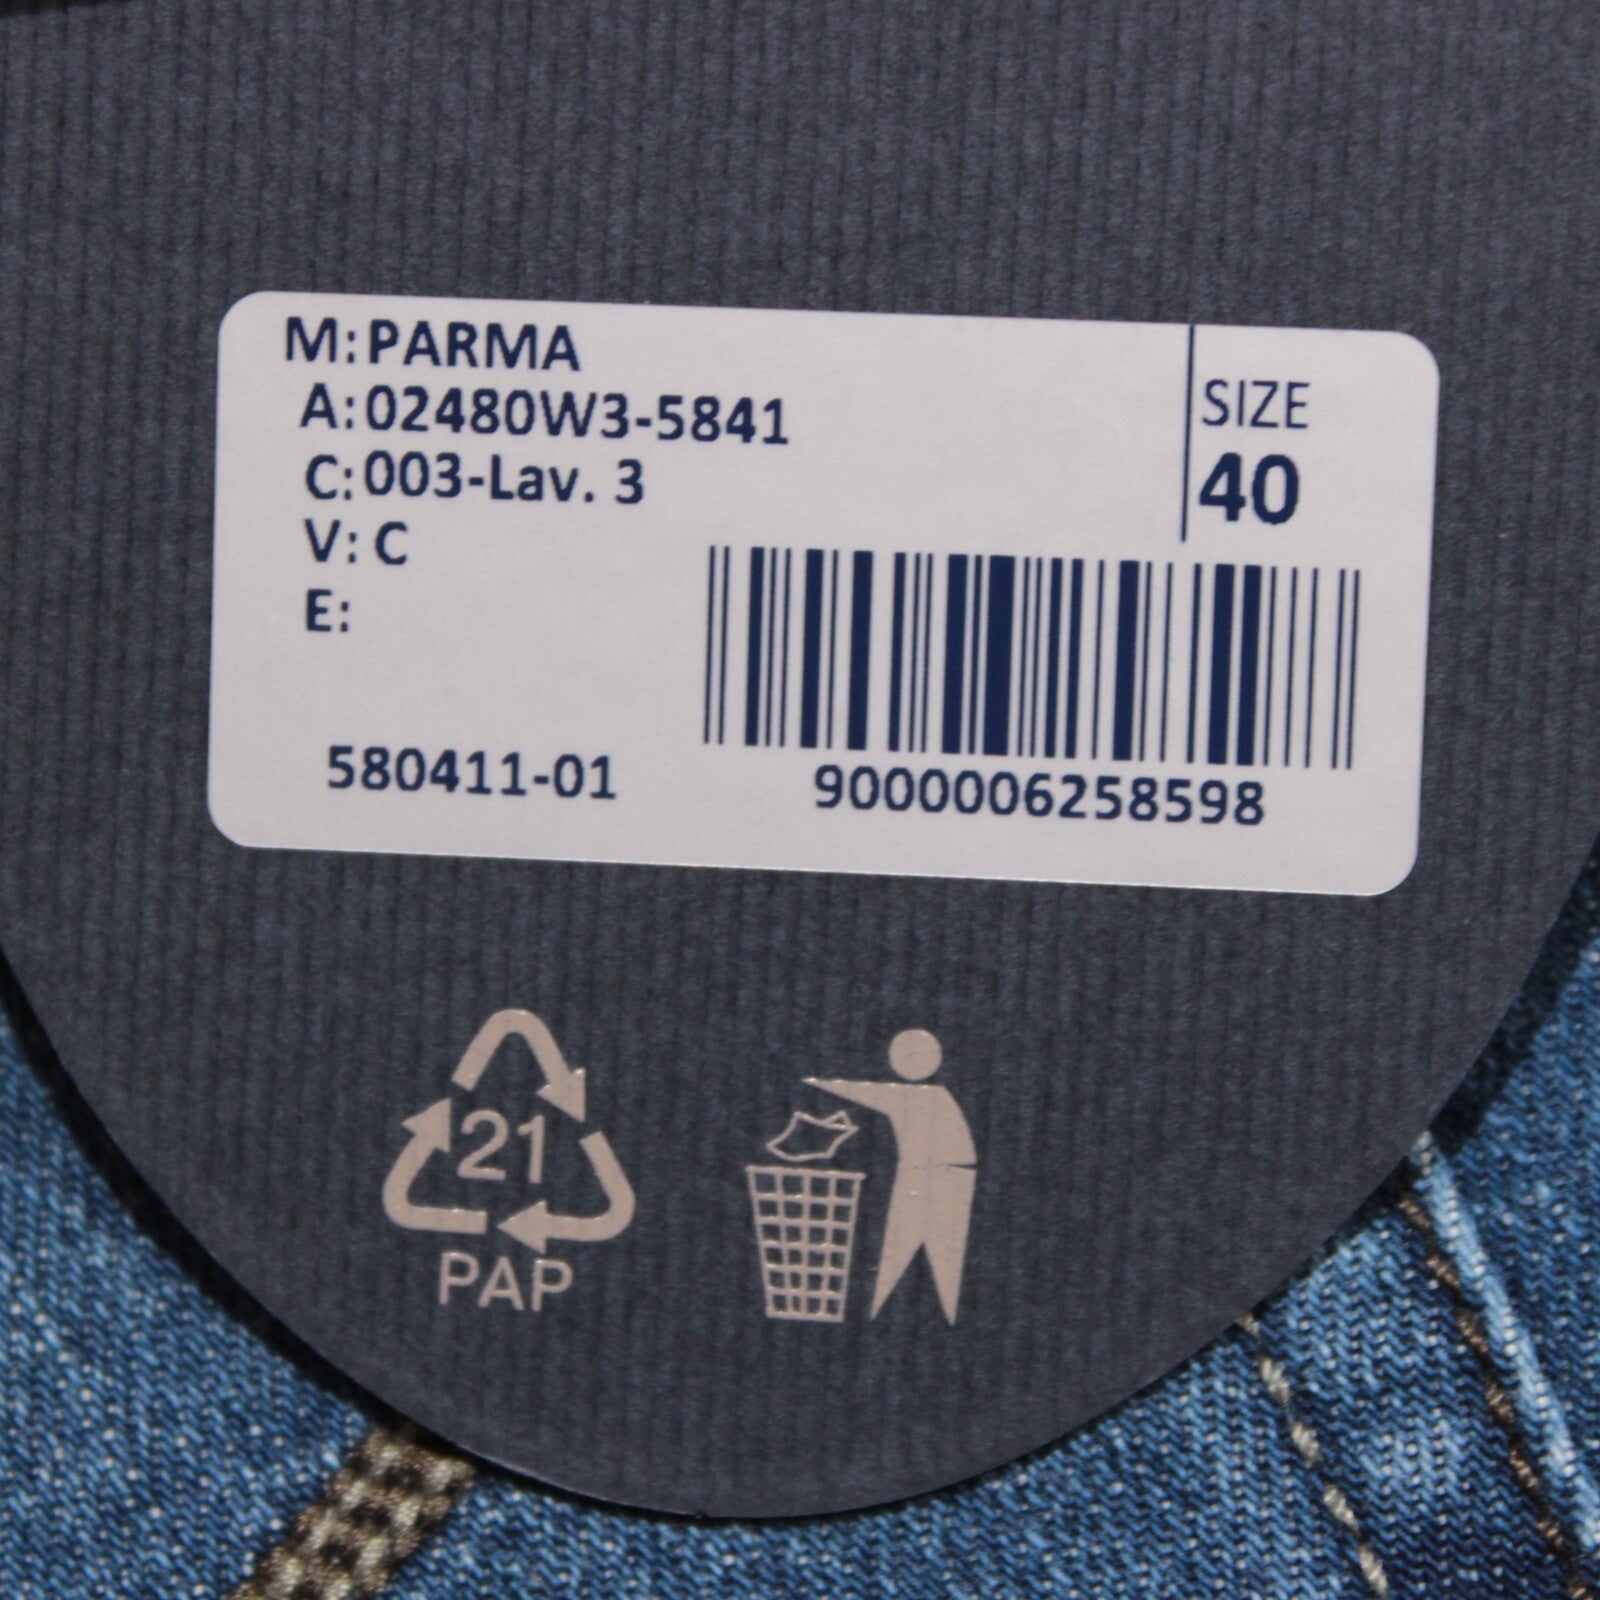 M: PARMA
A: 02480W3-5841
C: 003-Lav. 3
V: C
E:
SIZE
40
580411-01
9000006258598
21
PAP